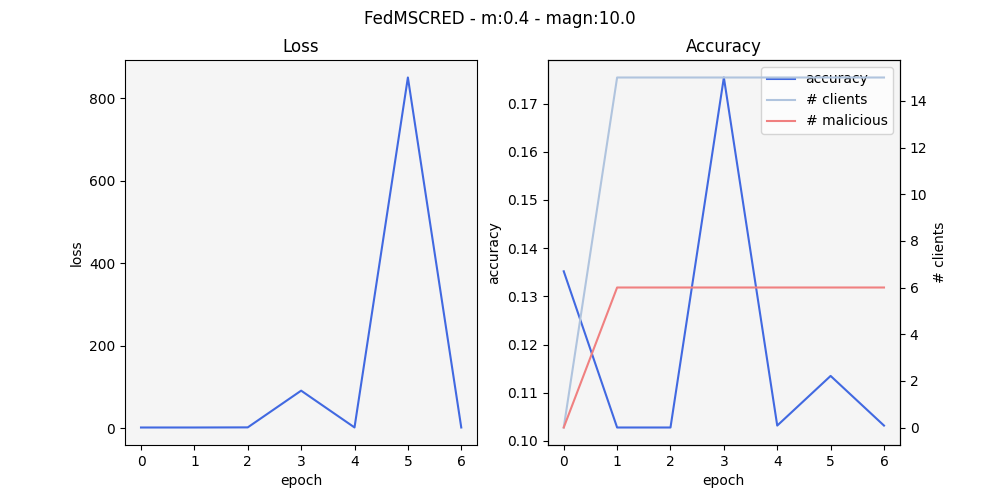 FedMSCRED - m:0.4 - magn:10.0
Loss
800
600
400
200
0
loss
0 1 2 3 4 5 6
epoch
Accuracy
0.17
0.16
0.15
0.14
0.13
0.12
0.11
0.10
accuracy
accuracy
# clients
# malicious
14
12
10
8
6
4
2
0
# clients
0 1 2 3 4 5 6
epoch